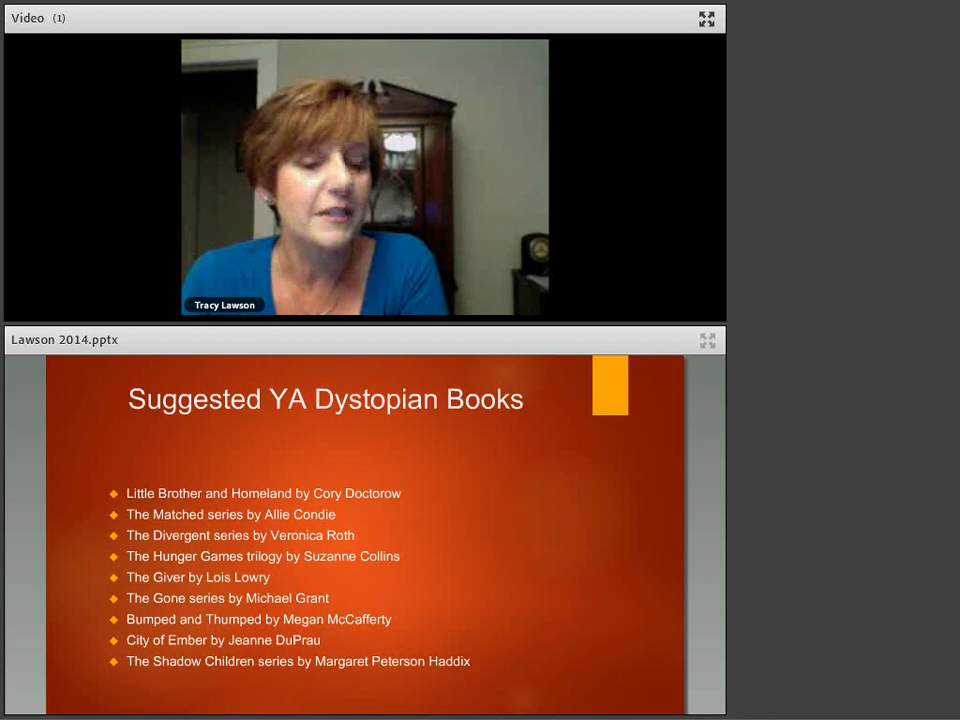 Video (1)
Tracy Lawson
Lawson 2014.pptx
Suggested YA Dystopian Books
Little Brother and Homeland by Cory Doctorow
The Matched series by Allie Condie
The Divergent series by Veronica Roth
The Hunger Games trilogy by Suzanne Collins
The Giver by Lois Lowry
The Gone series by Michael Grant
Bumped and Thumped by Megan McCafferty
City of Ember by Jeanne DuPrau
The Shadow Children series by Margaret Peterson Haddix